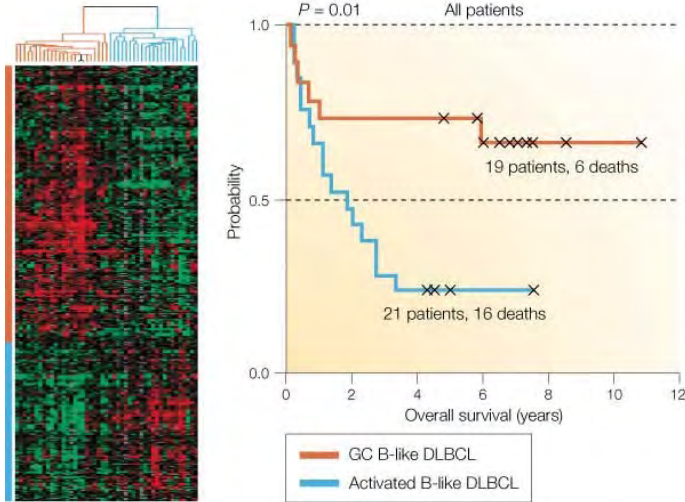 P = 0.01
All patients
Probability
1.0
0.5
0.0
19 patients, 6 deaths
21 patients, 16 deaths
0
2
4
6
8
10
12
Overall survival (years)
GC B-like DLBCL
Activated B-like DLBCL